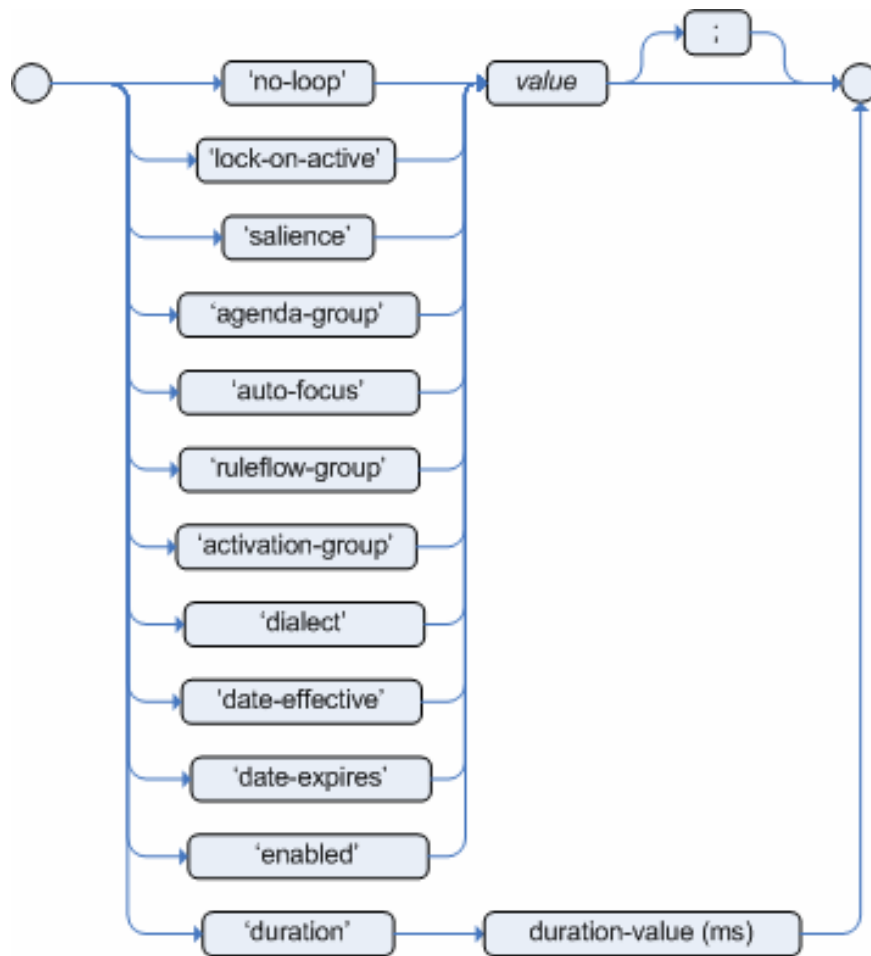 ;
‘no-loop’ value
‘lock-on-active’
‘salience’
‘agenda-group’
‘auto-focus’
‘ruleflow-group’
‘activation-group’
‘dialect’
‘date-effective’
‘date-expires’
‘enabled’
‘duration’ duration-value (ms)